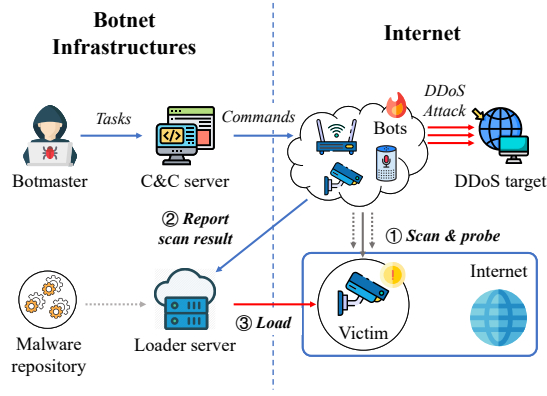 Botnet
Infrastructures
Internet
Tasks
Commands
DDoS
Attack
Bots
Botmaster
C&C server
DDoS target
② Report
scan result
① Scan & probe
Internet
③ Load
Victim
Malware
repository
Loader server